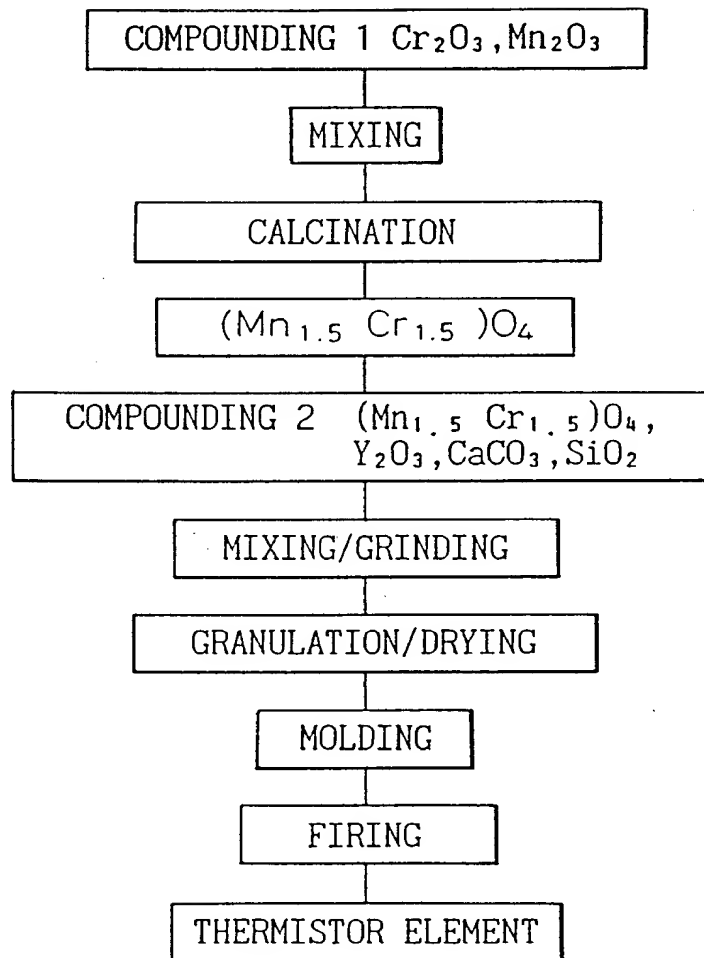 COMPOUNDING 1 Cr₂O₃,Mn₂O₃
MIXING
CALCINATION
(Mn₁.₅ Cr₁.₅ )O₄
COMPOUNDING 2 (Mn₁.₅ Cr₁.₅)O₄,
Y₂O₃,CaCO₃,SiO₂
MIXING/GRINDING
GRANULATION/DRYING
MOLDING
FIRING
THERMISTOR ELEMENT